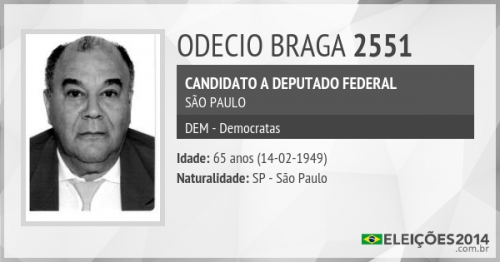 ODECIO BRAGA 2551
CANDIDATO A DEPUTADO FEDERAL
SÃO PAULO
DEM - Democratas
Idade: 65 anos (14-02-1949)
Naturalidade: SP - São Paulo
ELEIÇÕES2014
.com.br